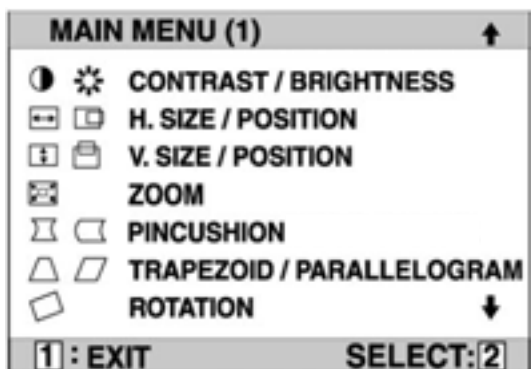 MAIN MENU (1)
CONTRAST / BRIGHTNESS
H. SIZE / POSITION
V. SIZE / POSITION
ZOOM
PINCUSHION
TRAPEZOID / PARALLELOGRAM
ROTATION
1 : EXIT SELECT: 2